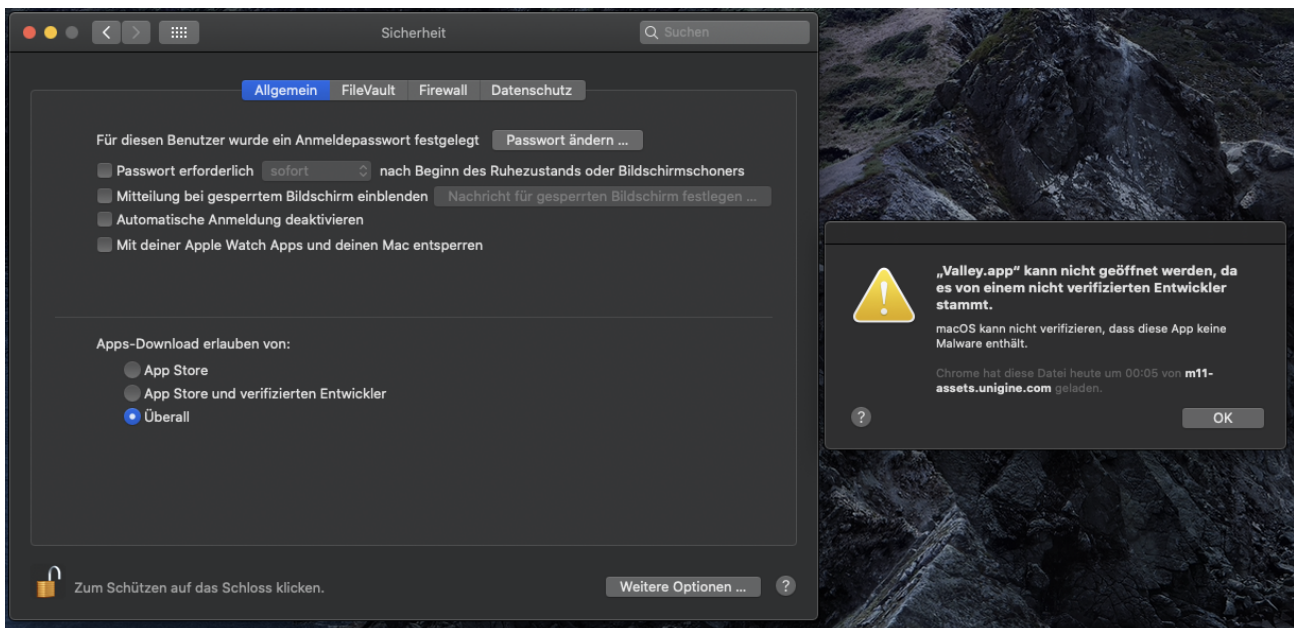 Sicherheit
Suchen
Allgemein FileVault Firewall Datenschutz
Für diesen Benutzer wurde ein Anmeldepasswort festgelegt Passwort ändern ...
Passwort erforderlich sofort nach Beginn des Ruhezustands oder Bildschirmschoners
Mitteilung bei gesperrtem Bildschirm einblenden Nachricht für gesperrten Bildschirm festlegen ...
Automatische Anmeldung deaktivieren
Mit deiner Apple Watch Apps und deinen Mac entsperren
Apps-Download erlauben von:
App Store
App Store und verifizierten Entwickler
Überall
Zum Schützen auf das Schloss klicken.
Weitere Optionen ... ?
„Valley.app“ kann nicht geöffnet werden, da
es von einem nicht verifizierten Entwickler
stammt.
macOS kann nicht verifizieren, dass diese App keine
Malware enthält.
Chrome hat diese Datei heute um 00:05 von m11-
assets.unigine.com geladen.
? OK